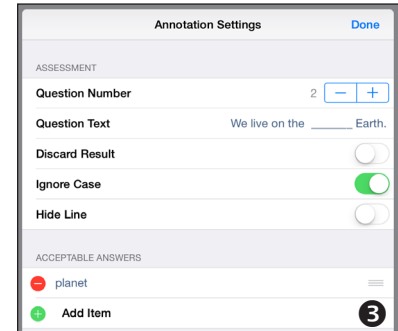 Annotation Settings Done
ASSESSMENT
Question Number 2 − +
Question Text We live on the ______ Earth.
Discard Result
Ignore Case
Hide Line
ACCEPTABLE ANSWERS
planet
Add Item 3